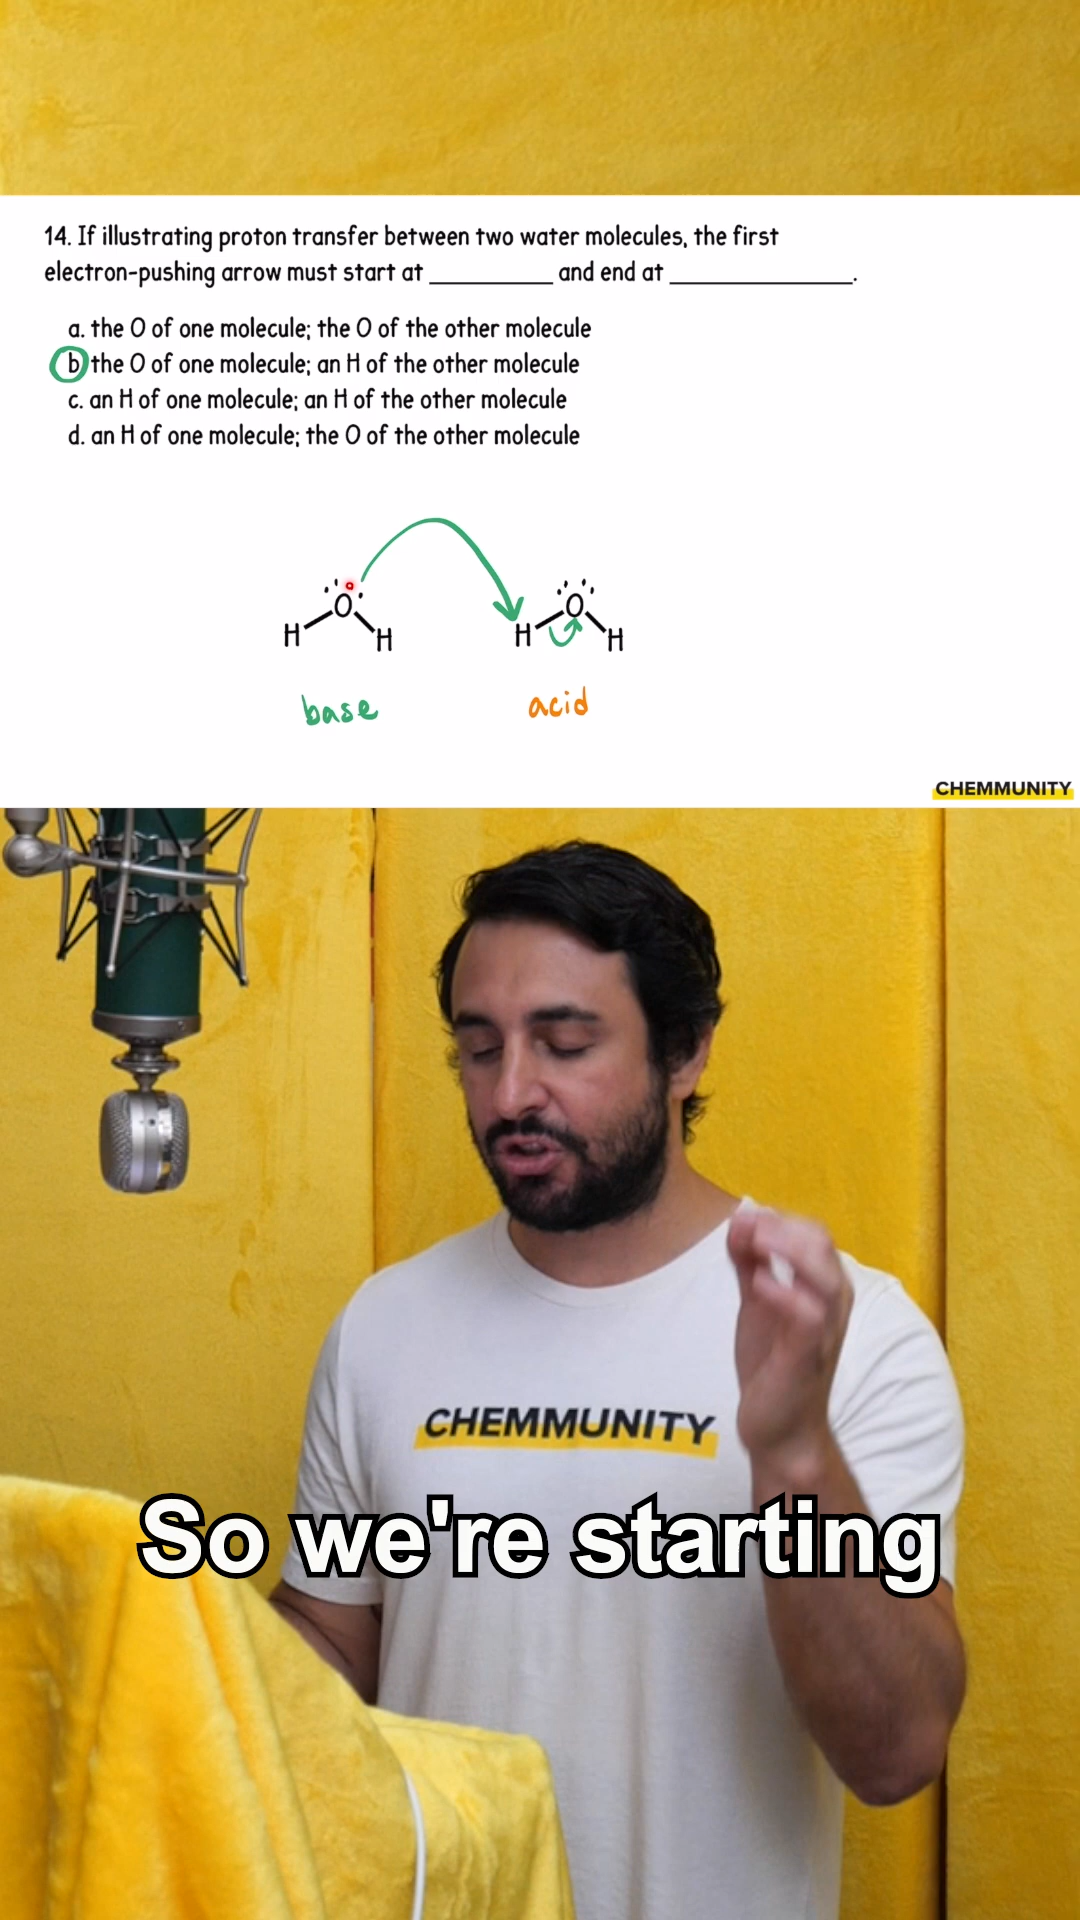 14. If illustrating proton transfer between two water molecules, the first
electron-pushing arrow must start at __________ and end at ______________.
a. the O of one molecule; the O of the other molecule
b the O of one molecule; an H of the other molecule
c. an H of one molecule; an H of the other molecule
d. an H of one molecule; the O of the other molecule
O O
H H H H
base acid
CHEMMUNITY
CHEMMUNITY
So we're starting